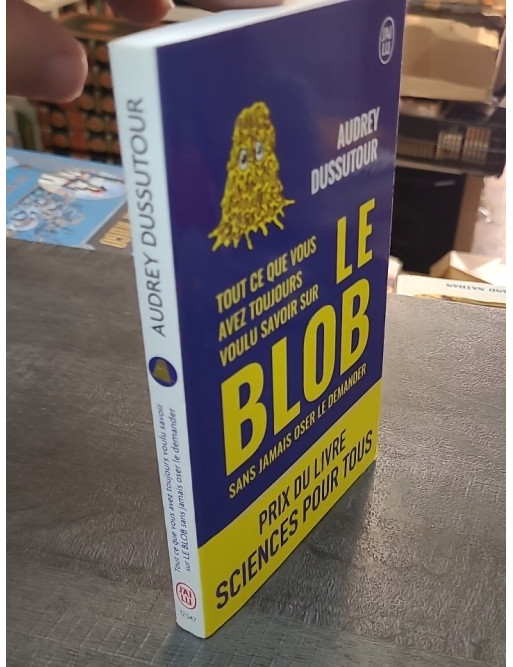 J'AI
LU
AUDREY
DUSSUTOUR
TOUT CE QUE VOUS
AVEZ TOUJOURS
VOULU SAVOIR SUR
LE
BLOB
SANS JAMAIS OSER LE DEMANDER
PRIX DU LIVRE
SCIENCES POUR TOUS
AUDREY DUSSUTOUR
Tout ce que vous avez toujours voulu savoir
sur LE BLOB sans jamais oser le demander
J'AI
LU
12547